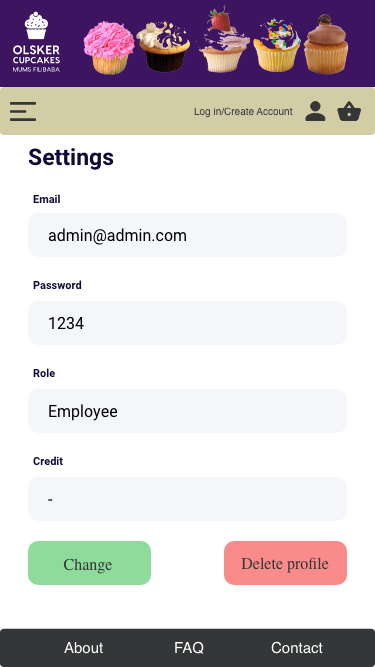 OLSKER
CUPCAKES
MUMS FILIBABA
Log in/Create Account
Settings
Email
admin@admin.com
Password
1234
Role
Employee
Credit
-
Change
Delete profile
About
FAQ
Contact